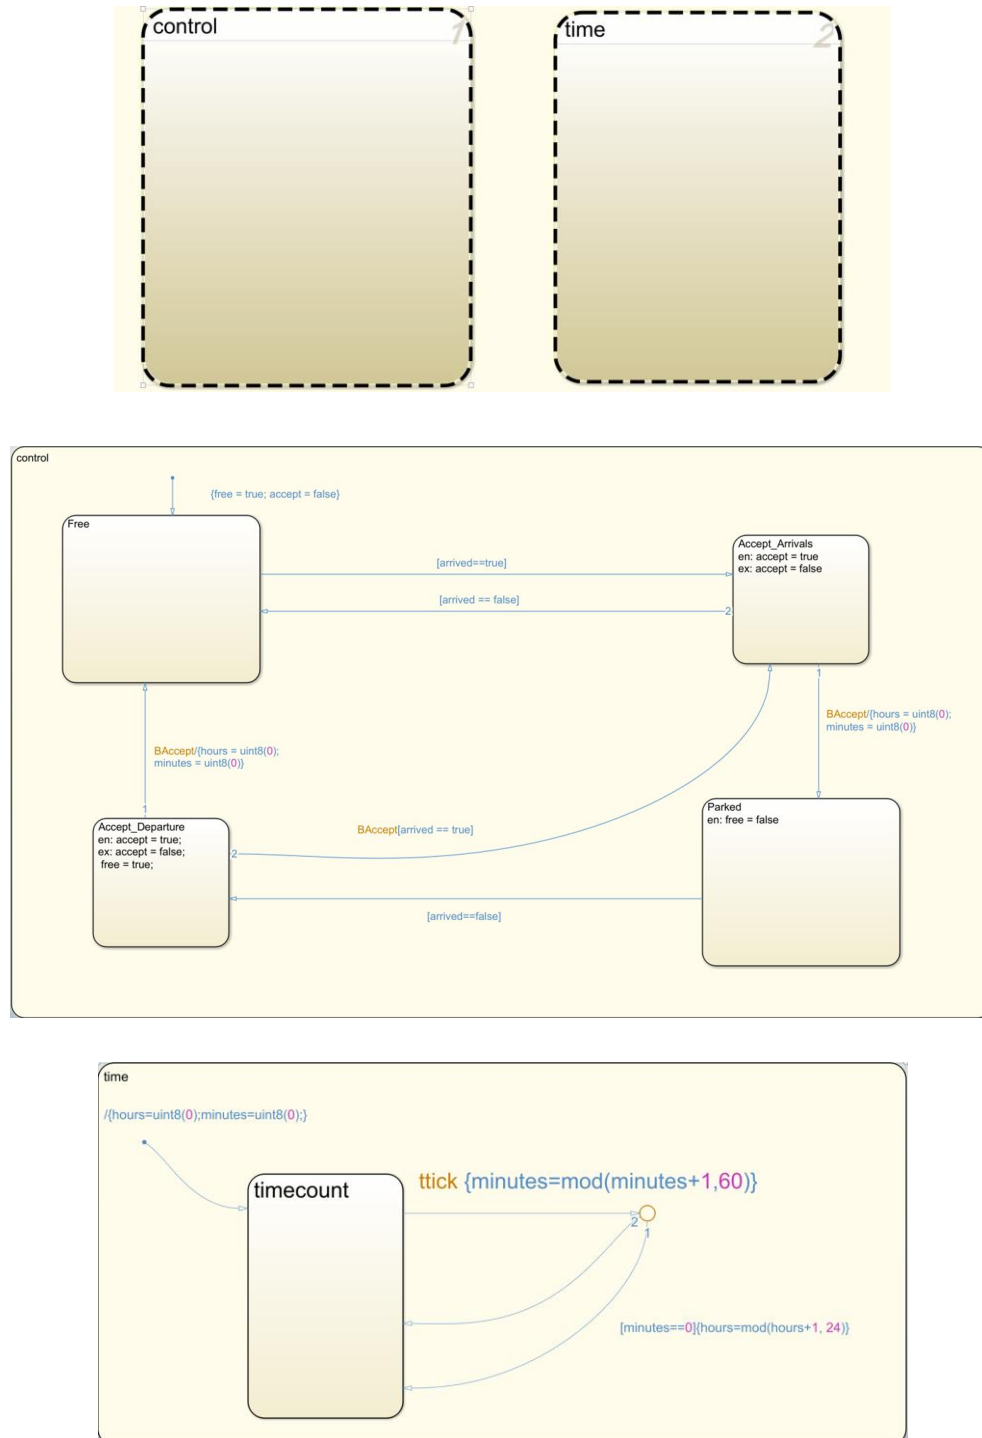 control
1
time
2
control
{free = true; accept = false}
Free
Accept_Arrivals
en: accept = true
ex: accept = false
[arrived==true]
[arrived == false]
2
1
BAccept/{hours = uint8(0);
minutes = uint8(0)}
BAccept/{hours = uint8(0);
minutes = uint8(0)}
1
Parked
en: free = false
Accept_Departure
en: accept = true;
ex: accept = false;
free = true;
BAccept[arrived == true]
2
[arrived==false]
time
/{hours=uint8(0);minutes=uint8(0);}
timecount
ttick {minutes=mod(minutes+1,60)}
2
1
[minutes==0]{hours=mod(hours+1, 24)}